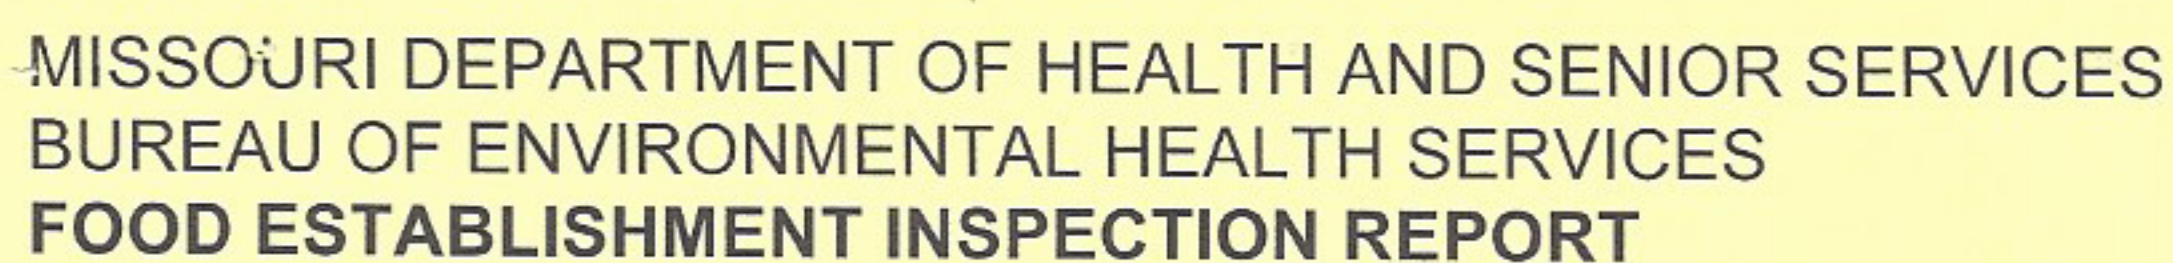 MISSOURI DEPARTMENT OF HEALTH AND SENIOR SERVICES
BUREAU OF ENVIRONMENTAL HEALTH SERVICES
FOOD ESTABLISHMENT INSPECTION REPORT